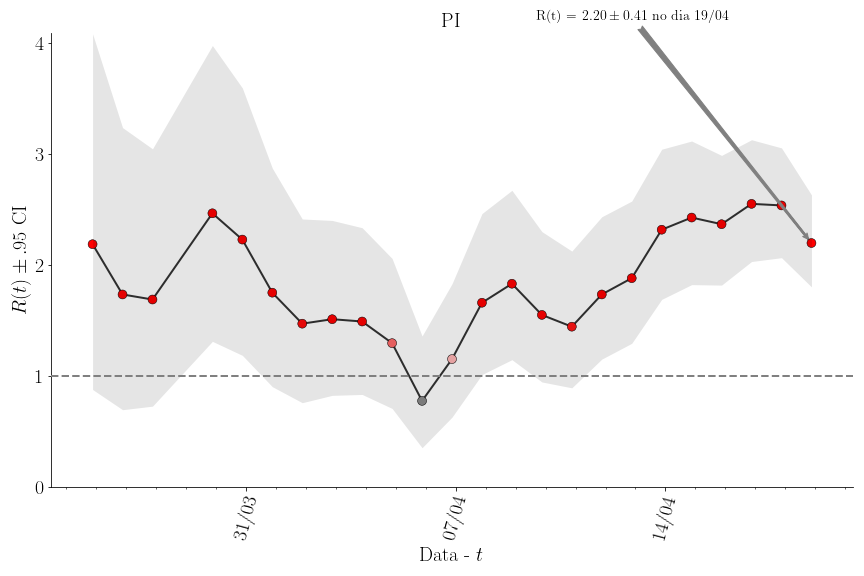 PI
R(t) = 2.20 ± 0.41 no dia 19/04
4
3
2
1
0
R(t) ± .95 CI
31/03
07/04
14/04
Data - t